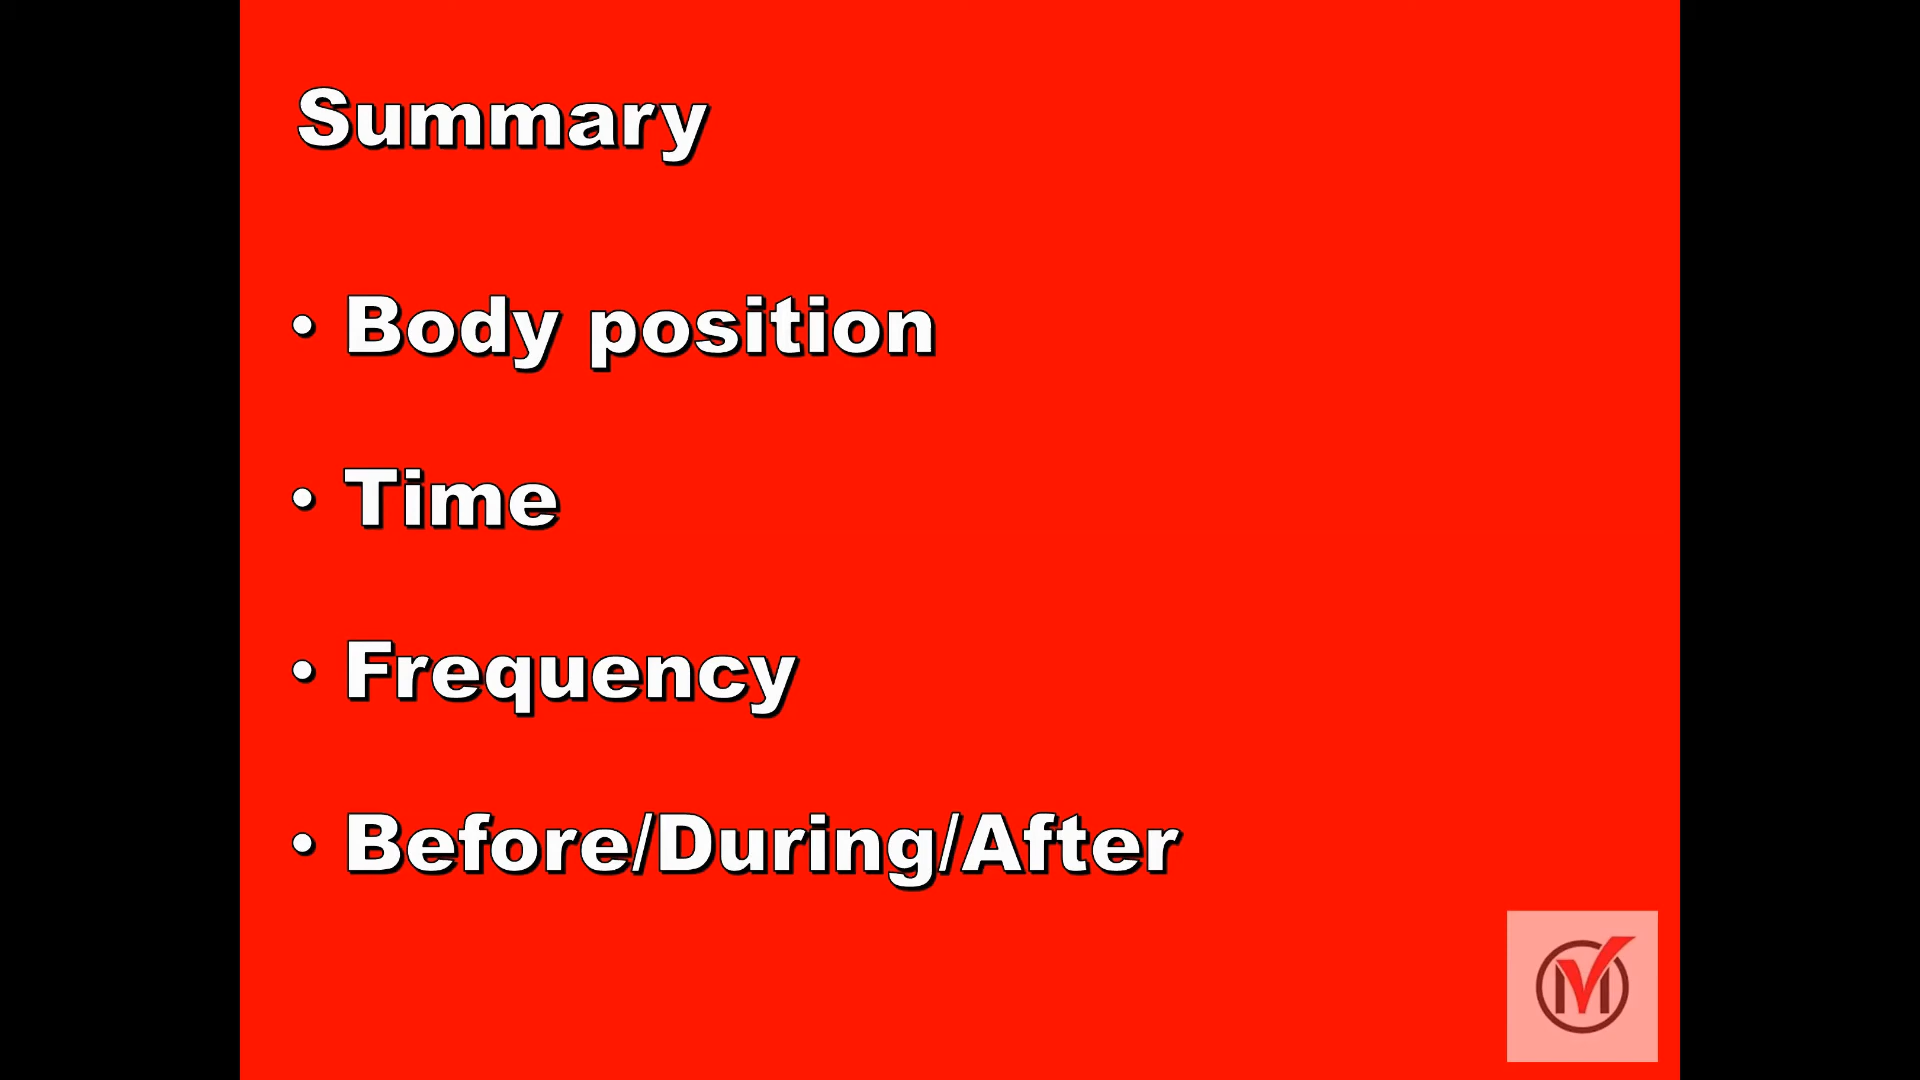 Summary
• Body position
• Time
• Frequency
• Before/During/After
M